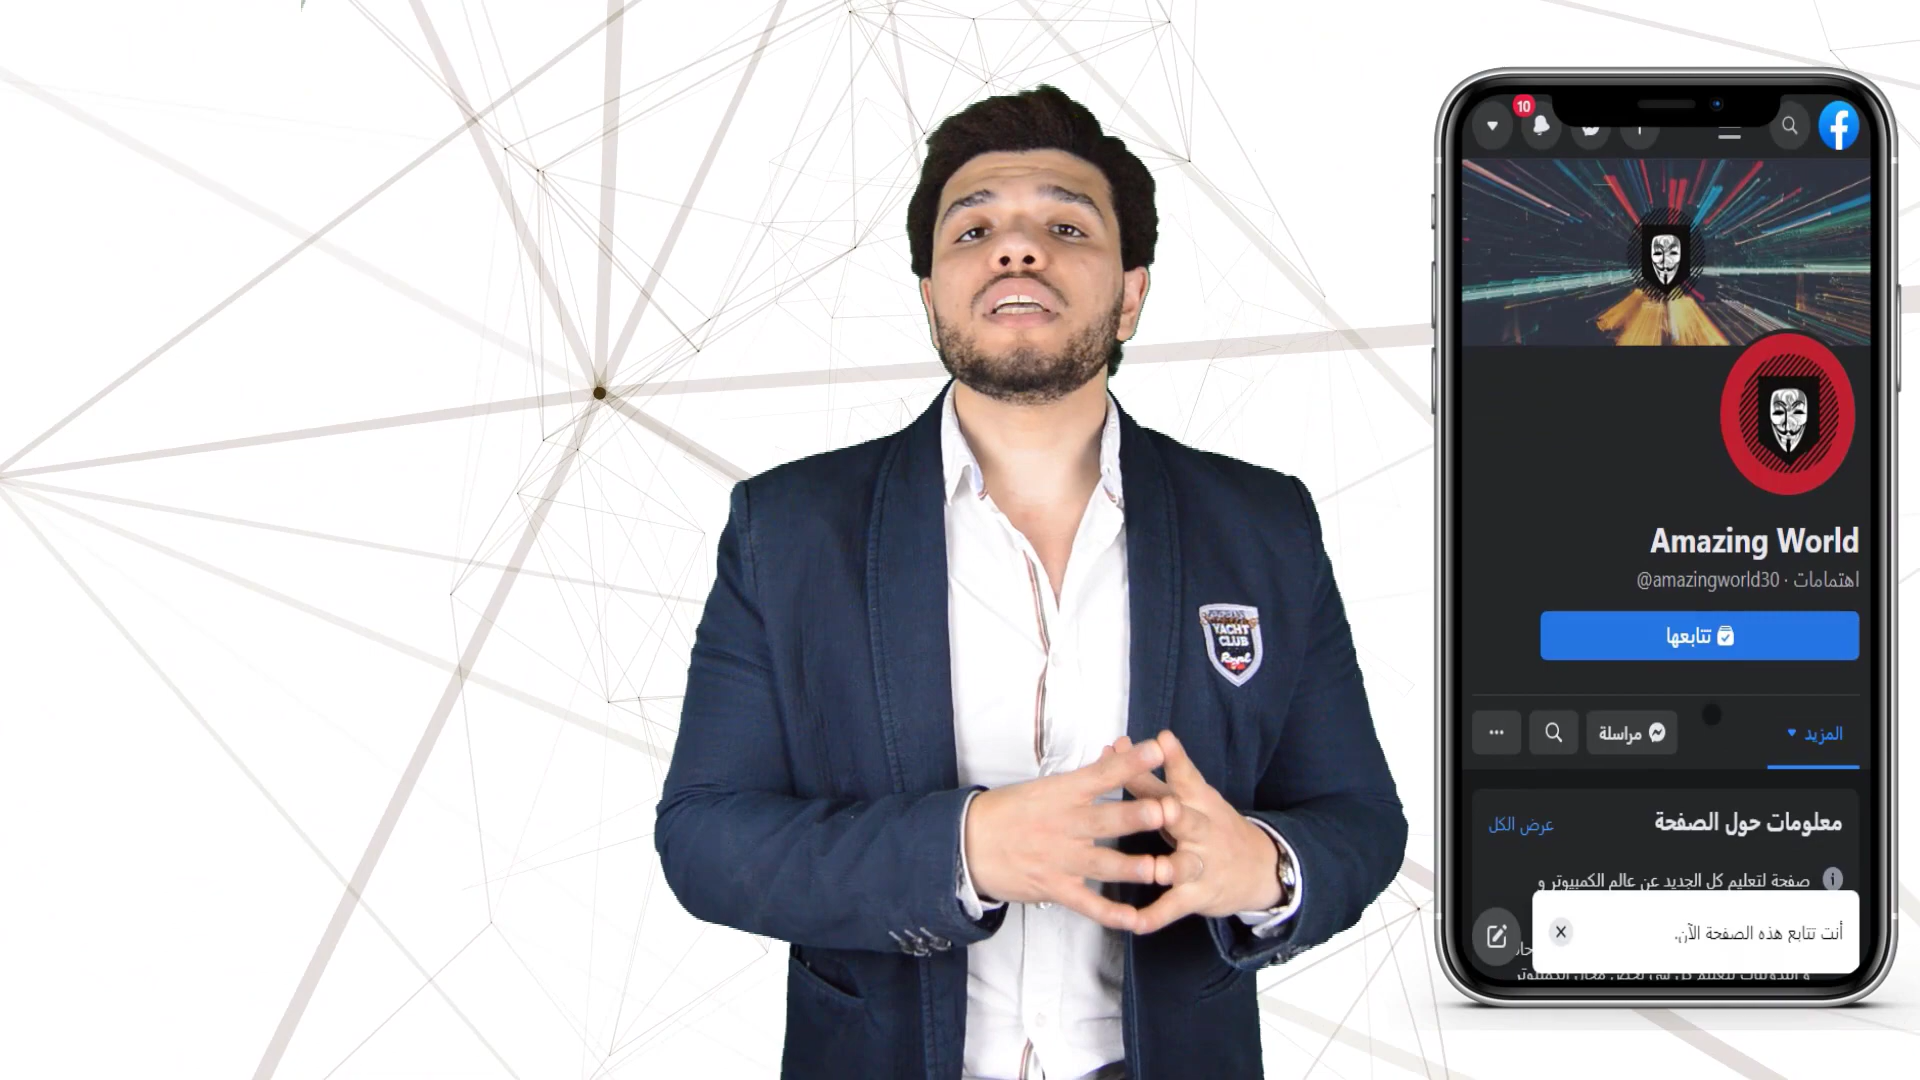 YACHT
CLUB
Royal
10
Amazing World
اهتمامات · @amazingworld30
تتابعها
المزيد
مراسلة
معلومات حول الصفحة
عرض الكل
صفحة لتعليم كل الجديد عن عالم الكمبيوتر و
أنت تتابع هذه الصفحة الآن.